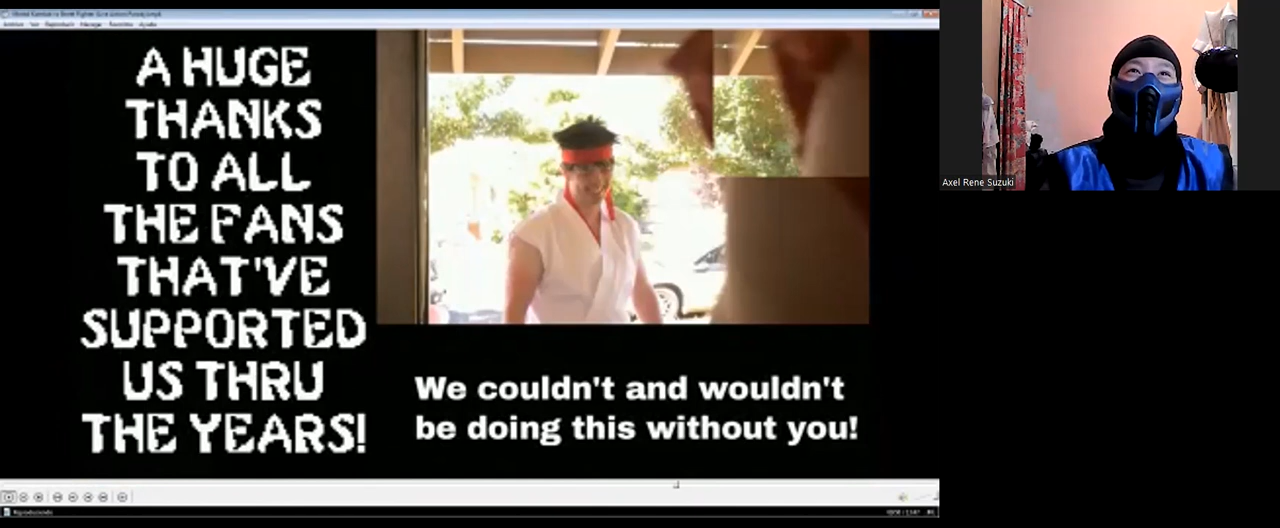 A HUGE
THANKS
TO ALL
THE FANS
THAT'VE
SUPPORTED
US THRU
THE YEARS!
We couldn't and wouldn't
be doing this without you!
Axel Rene Suzuki